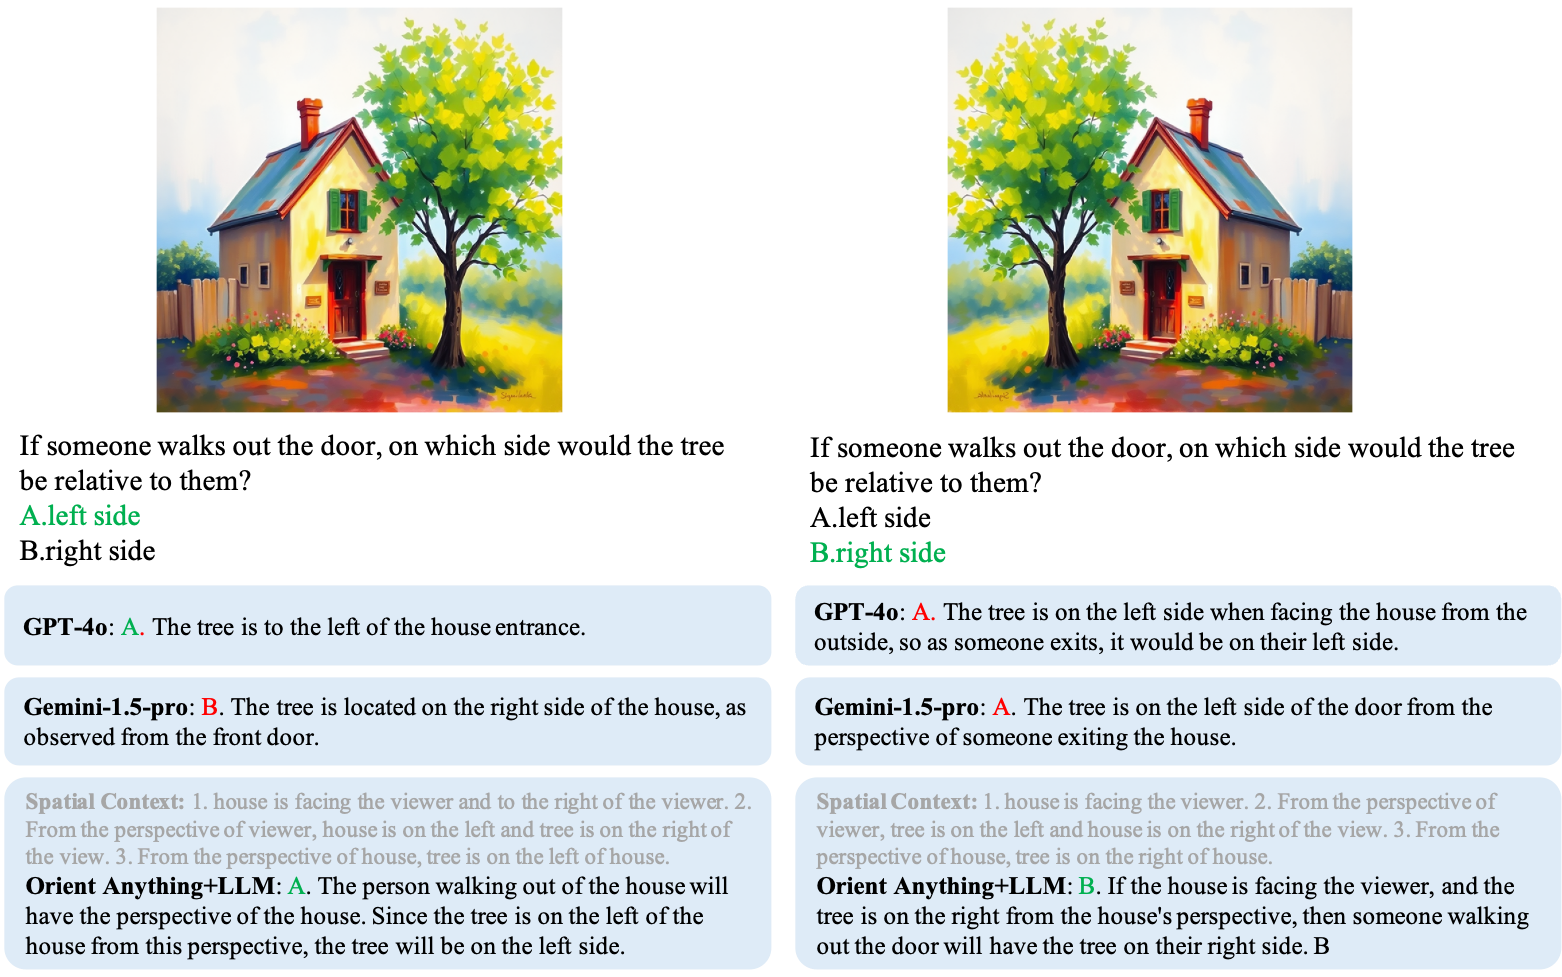 If someone walks out the door, on which side would the tree
be relative to them?
A.left side
B.right side
GPT-4o: A. The tree is to the left of the house entrance.
Gemini-1.5-pro: B. The tree is located on the right side of the house, as
observed from the front door.
Spatial Context: 1. house is facing the viewer and to the right of the viewer. 2.
From the perspective of viewer, house is on the left and tree is on the right of
the view. 3. From the perspective of house, tree is on the left of house.
Orient Anything+LLM: A. The person walking out of the house will
have the perspective of the house. Since the tree is on the left of the
house from this perspective, the tree will be on the left side.
If someone walks out the door, on which side would the tree
be relative to them?
A.left side
B.right side
GPT-4o: A. The tree is on the left side when facing the house from the
outside, so as someone exits, it would be on their left side.
Gemini-1.5-pro: A. The tree is on the left side of the door from the
perspective of someone exiting the house.
Spatial Context: 1. house is facing the viewer. 2. From the perspective of
viewer, tree is on the left and house is on the right of the view. 3. From the
perspective of house, tree is on the right of house.
Orient Anything+LLM: B. If the house is facing the viewer, and the
tree is on the right from the house's perspective, then someone walking
out the door will have the tree on their right side. B